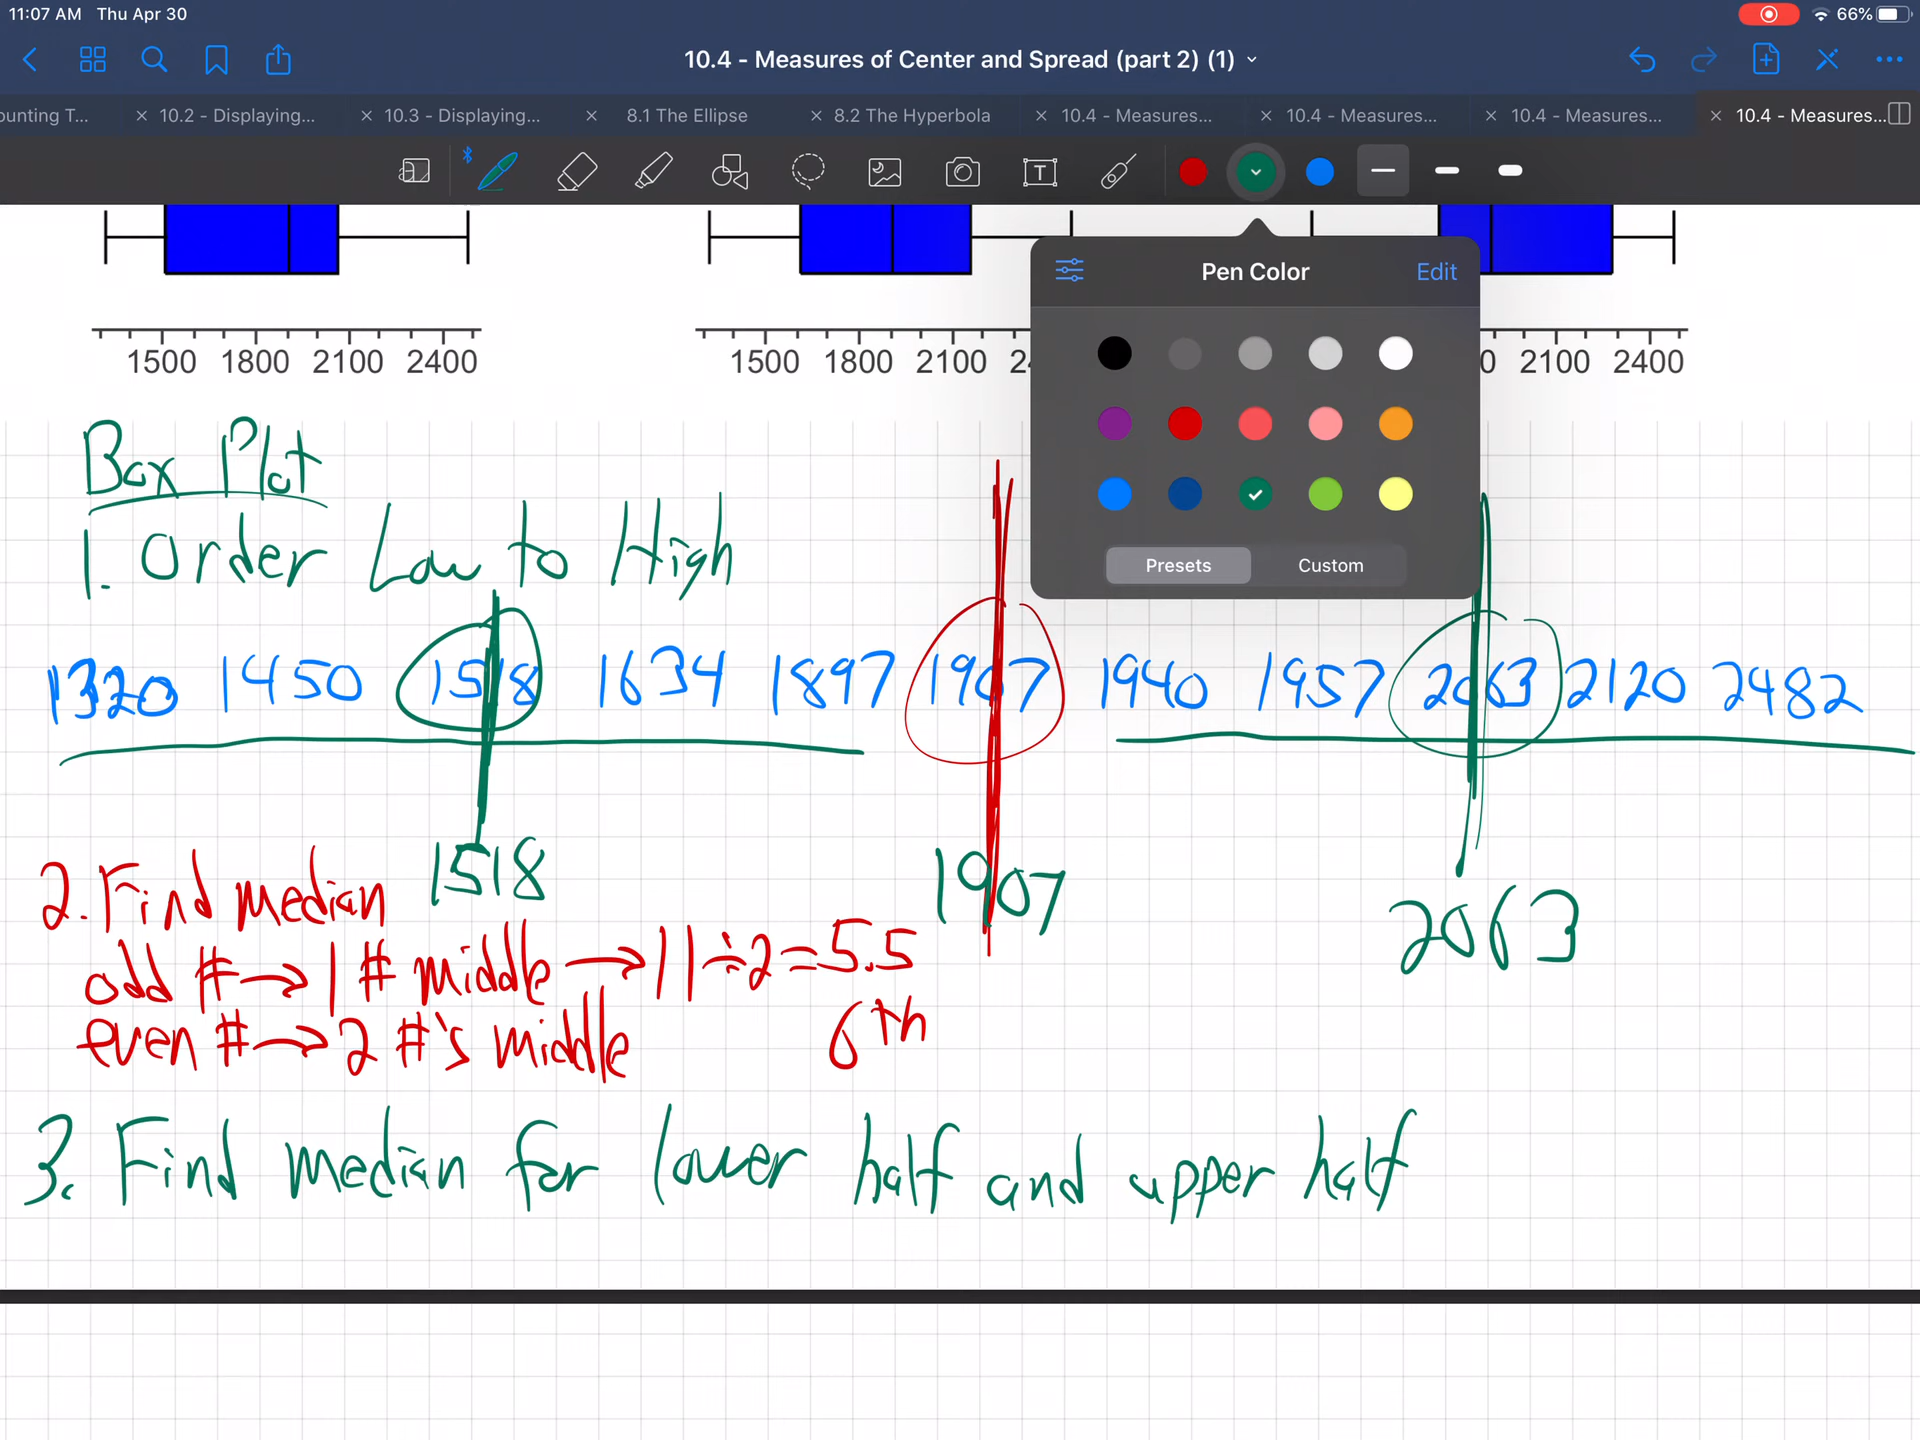 11:07 AM Thu Apr 30
66%
10.4 - Measures of Center and Spread (part 2) (1)
ounting T...
10.2 - Displaying...
10.3 - Displaying...
8.1 The Ellipse
8.2 The Hyperbola
10.4 - Measures...
10.4 - Measures...
10.4 - Measures...
10.4 - Measures...
T
Pen Color
Edit
Presets
Custom
1500 1800 2100 2400
1500 1800 2100 2
0 2100 2400
Box Plot
1. Order Low to High
1320 1450 1518 1634 1897 1907 1940 1957 2063 2120 2482
1518 1907 2063
2. Find median
odd # → 1 # middle → 11 ÷ 2 = 5.5
6th
even # → 2 #'s middle
3. Find median for lower half and upper half